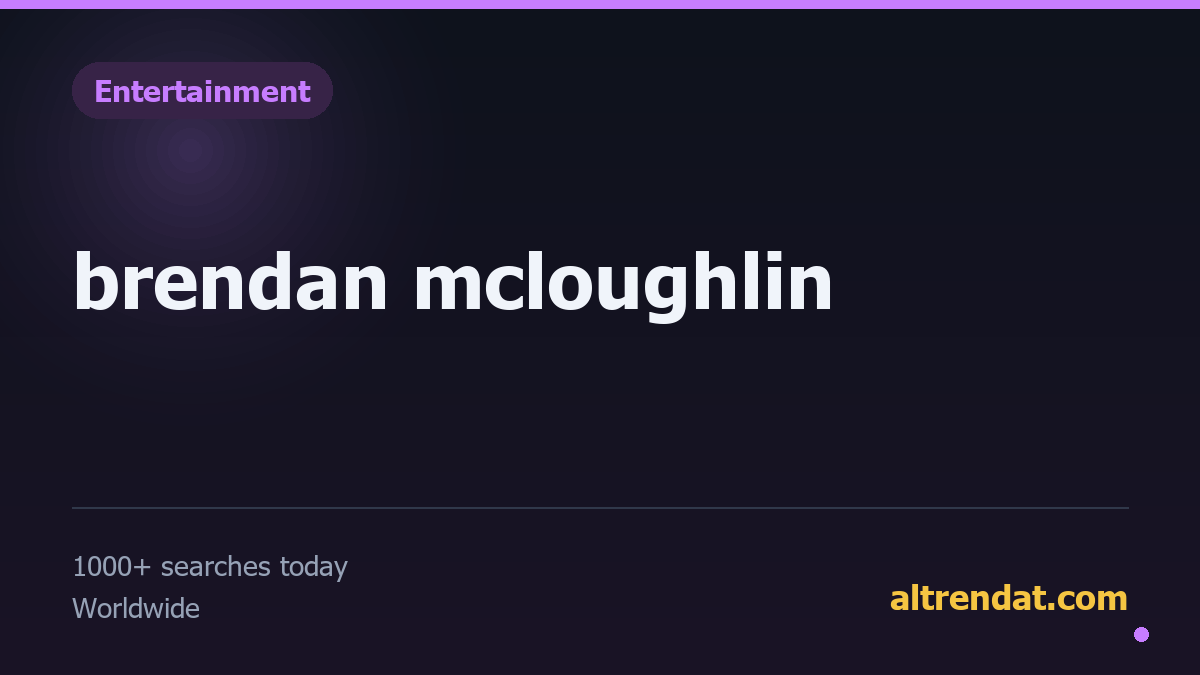 Entertainment
brendan mcloughlin
1000+ searches today
Worldwide
altrendat.com